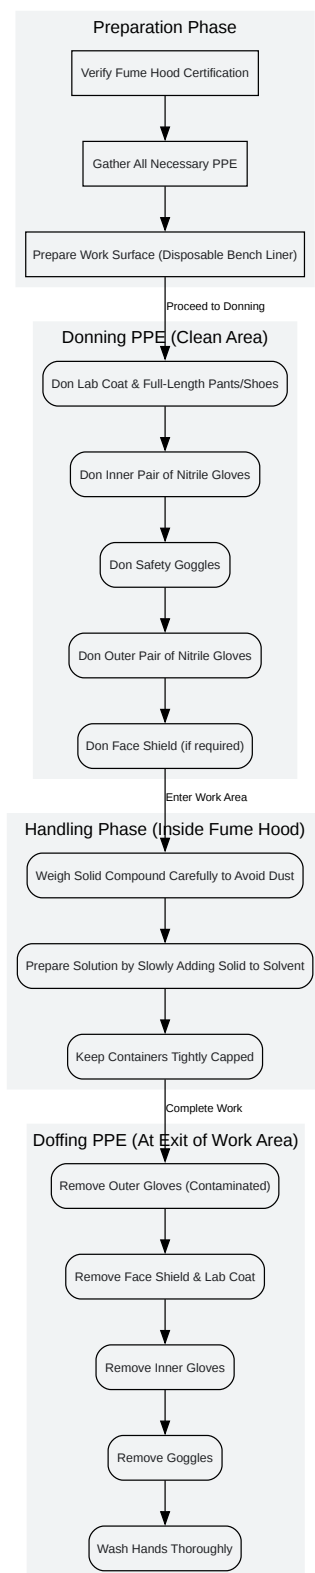 Preparation Phase
Verify Fume Hood Certification
Gather All Necessary PPE
Prepare Work Surface (Disposable Bench Liner)
Proceed to Donning
Donning PPE (Clean Area)
Don Lab Coat & Full-Length Pants/Shoes
Don Inner Pair of Nitrile Gloves
Don Safety Goggles
Don Outer Pair of Nitrile Gloves
Don Face Shield (if required)
Enter Work Area
Handling Phase (Inside Fume Hood)
Weigh Solid Compound Carefully to Avoid Dust
Prepare Solution by Slowly Adding Solid to Solvent
Keep Containers Tightly Capped
Complete Work
Doffing PPE (At Exit of Work Area)
Remove Outer Gloves (Contaminated)
Remove Face Shield & Lab Coat
Remove Inner Gloves
Remove Goggles
Wash Hands Thoroughly